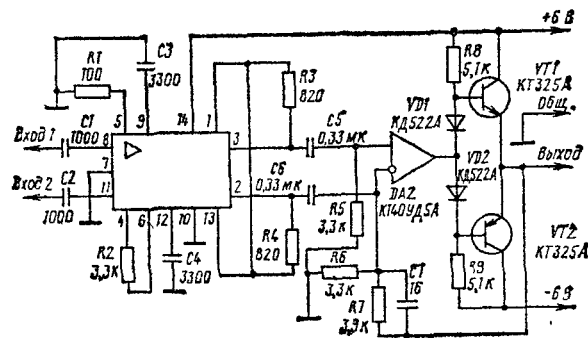 +6 В
R1
100
C3
3300
R8
5,1к
VT1
КТ325А
R3
820
Общ.
5
9
14
1
C1
1000
Вход 1
8
3
C5
0,33 мк
VD1
КД522А
7
Выход
C6
0,33 мк
VD2
КД522А
Вход 2
11
2
DA2
КТ40УД5А
C2
1000
4
6
12
10
13
R5
3,3к
VT2
КТ325А
R2
3,3к
C4
3300
R4
820
R6
3,3к
R9
5,1к
C7
16
R7
3,9к
-6 В